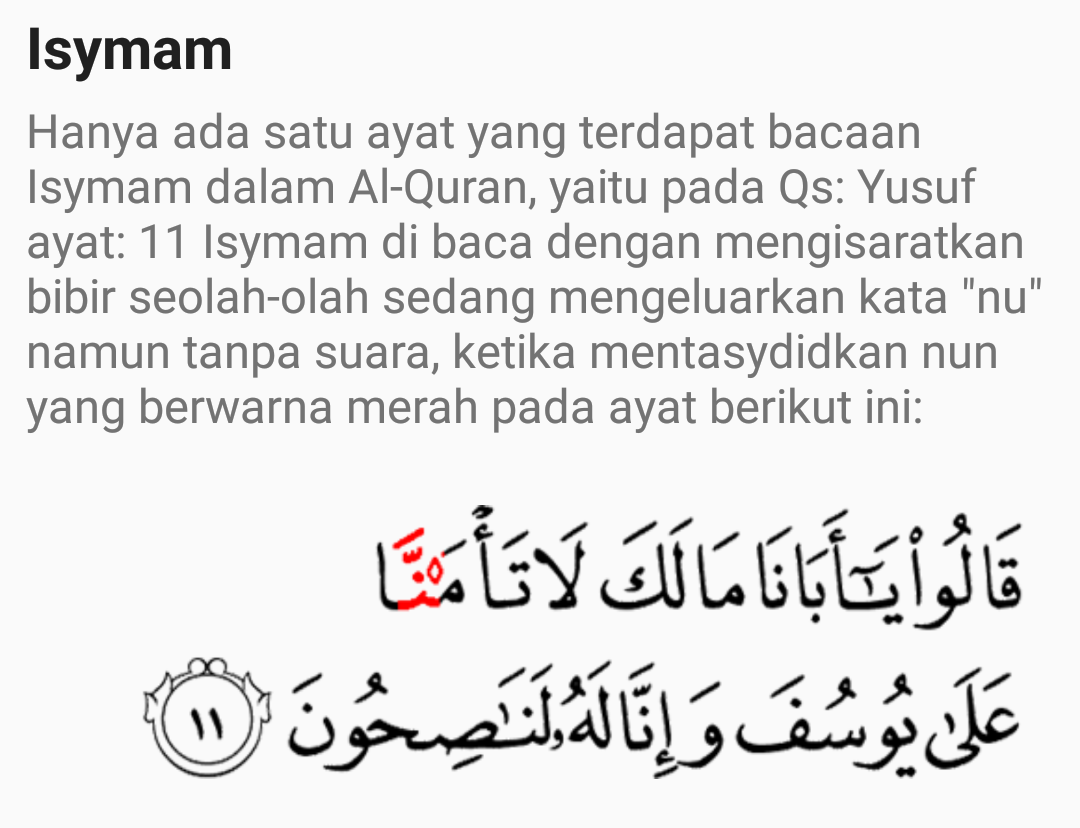 Isymam
Hanya ada satu ayat yang terdapat bacaan
Isymam dalam Al-Quran, yaitu pada Qs: Yusuf
ayat: 11 Isymam di baca dengan mengisaratkan
bibir seolah-olah sedang mengeluarkan kata "nu"
namun tanpa suara, ketika mentasydidkan nun
yang berwarna merah pada ayat berikut ini:
قَالُواْ يَـٰٓأَبَانَا مَا لَكَ لَا تَأۡمَ۬نَّا
عَلَىٰ يُوسُفَ وَإِنَّا لَهُۥ لَنَـٰصِحُونَ ١١